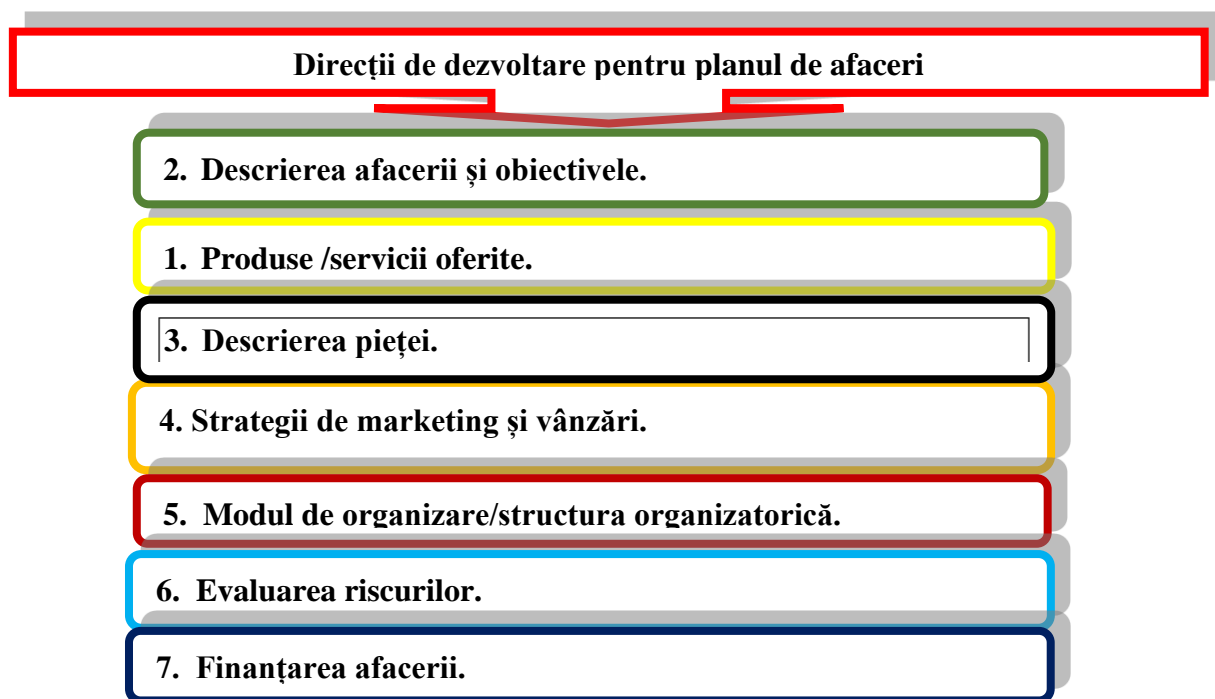 Direcții de dezvoltare pentru planul de afaceri
2. Descrierea afacerii și obiectivele.
1. Produse /servicii oferite.
3. Descrierea pieței.
4. Strategii de marketing și vânzări.
5. Modul de organizare/structura organizatorică.
6. Evaluarea riscurilor.
7. Finanțarea afacerii.